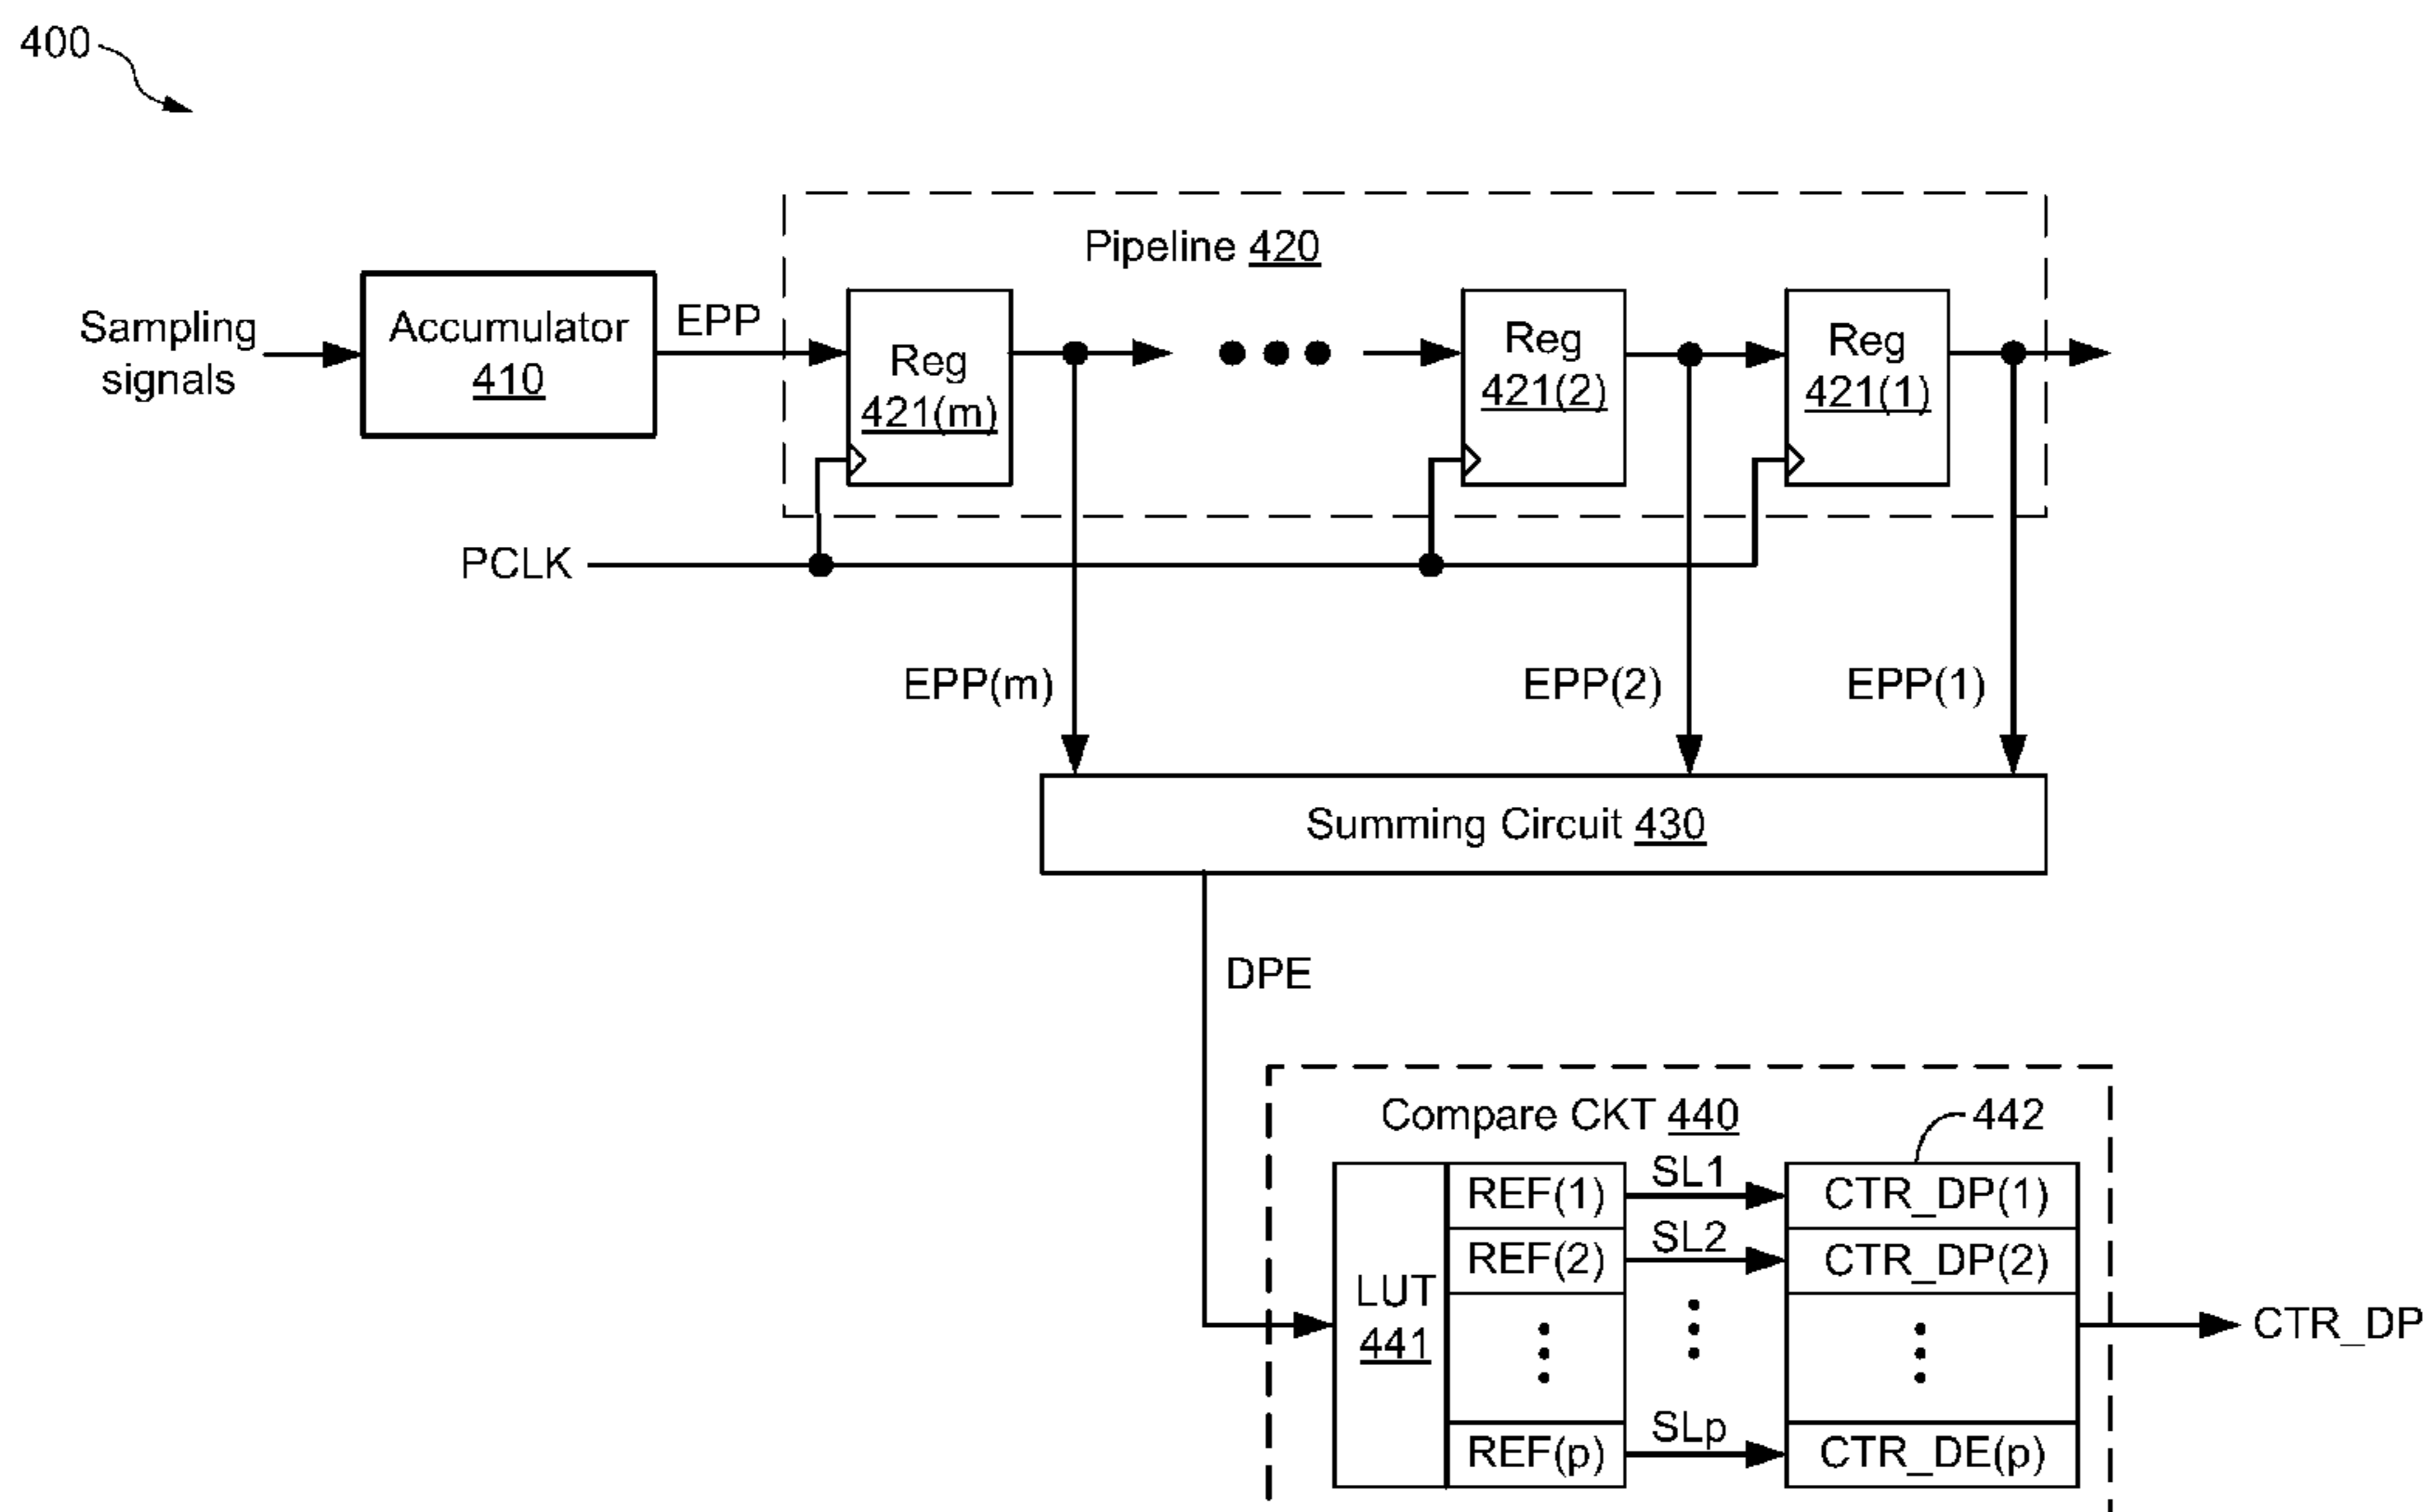 400
Pipeline 420
Sampling
signals
Accumulator
410
EPP
Reg
421(m)
Reg
421(2)
Reg
421(1)
PCLK
EPP(m)
EPP(2)
EPP(1)
Summing Circuit 430
DPE
Compare CKT 440
442
LUT
441
REF(1)
SL1
CTR_DP(1)
REF(2)
SL2
CTR_DP(2)
REF(p)
SLp
CTR_DE(p)
CTR_DP